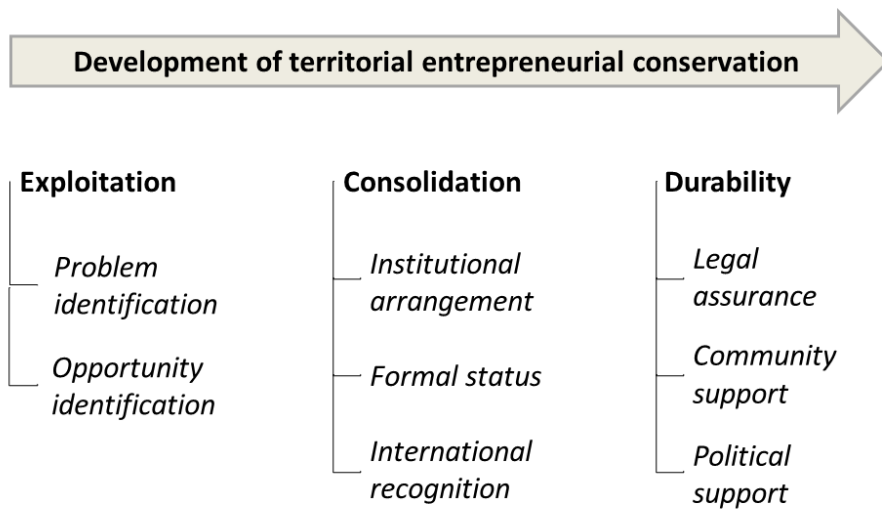 Development of territorial entrepreneurial conservation
Exploitation
Problem
identification
Opportunity
identification
Consolidation
Institutional
arrangement
Formal status
International
recognition
Durability
Legal
assurance
Community
support
Political
support